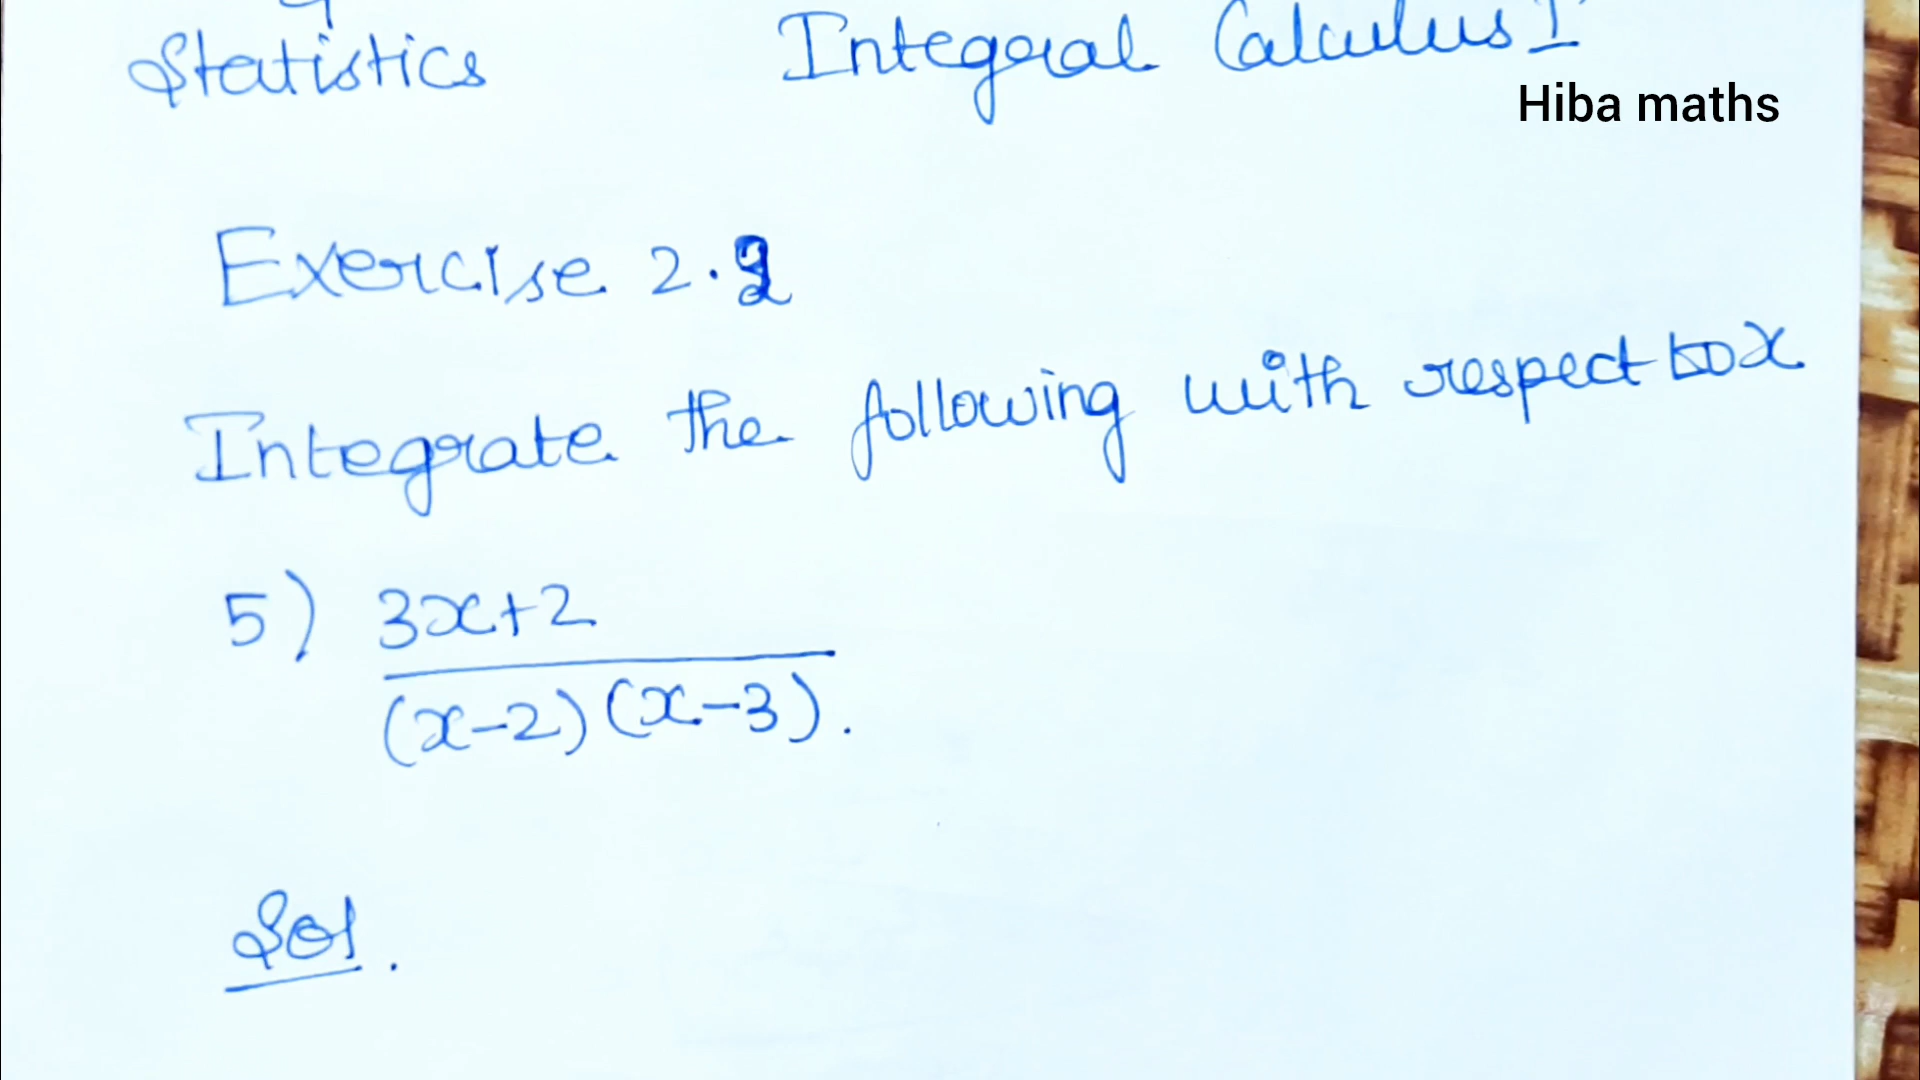 Statistics Integral Calculus I
Hiba maths
Exercise 2.2
Integrate the following with respect to x
5) 3x+2
(x-2)(x-3).
Sol.